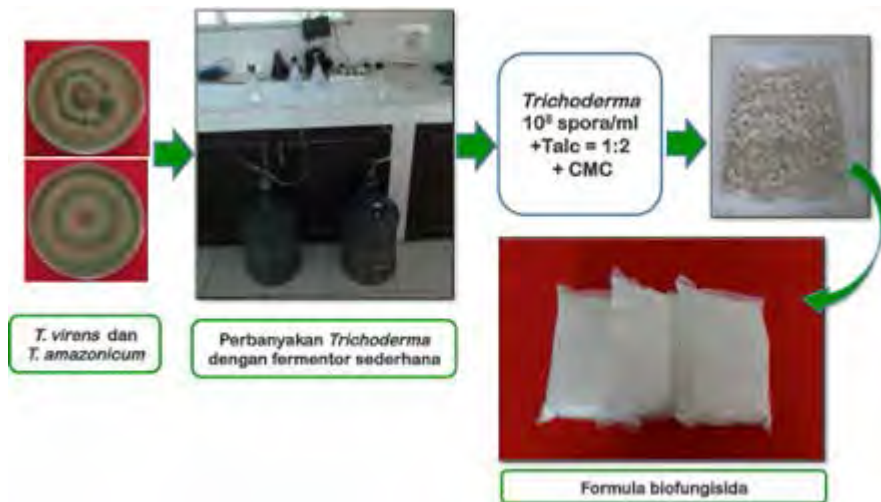 T. virens dan
T. amazonicum
Perbanyakan Trichoderma
dengan fermentor sederhana
Trichoderma
10⁸ spora/ml
+Talc = 1:2
+ CMC
Formula biofungisida